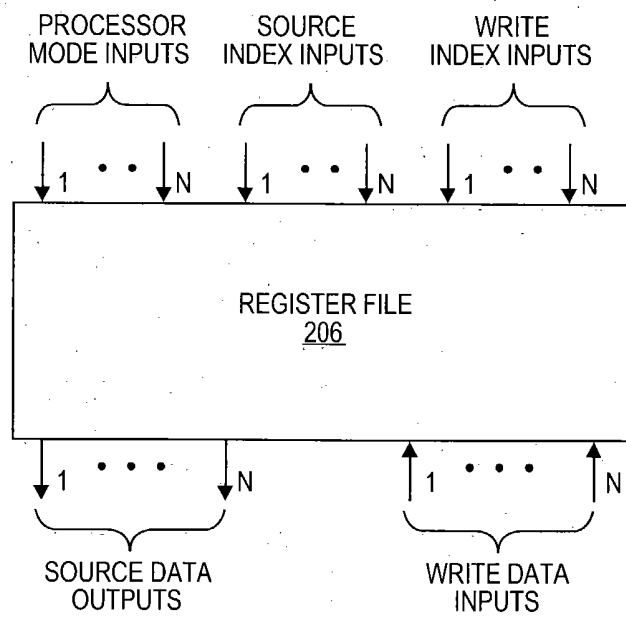 PROCESSOR MODE INPUTS
SOURCE INDEX INPUTS
WRITE INDEX INPUTS
1 N 1 N 1 N
REGISTER FILE
206
1 N 1 N
SOURCE DATA OUTPUTS
WRITE DATA INPUTS